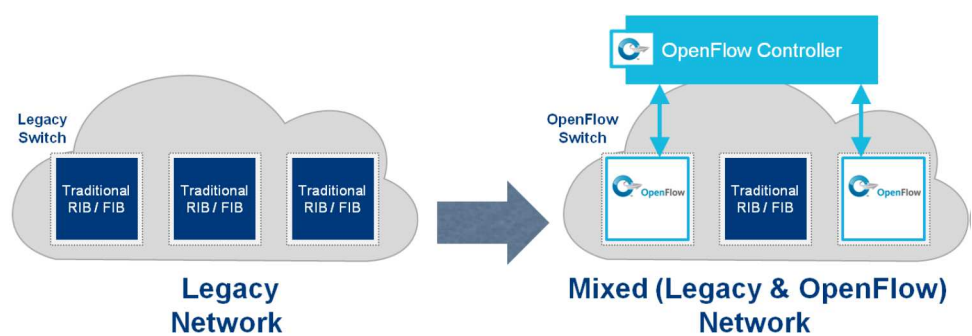 Legacy
Switch
Traditional
RIB / FIB
Traditional
RIB / FIB
Traditional
RIB / FIB
Legacy
Network
OpenFlow Controller
OpenFlow
Switch
OpenFlow
Traditional
RIB / FIB
OpenFlow
Mixed (Legacy & OpenFlow)
Network